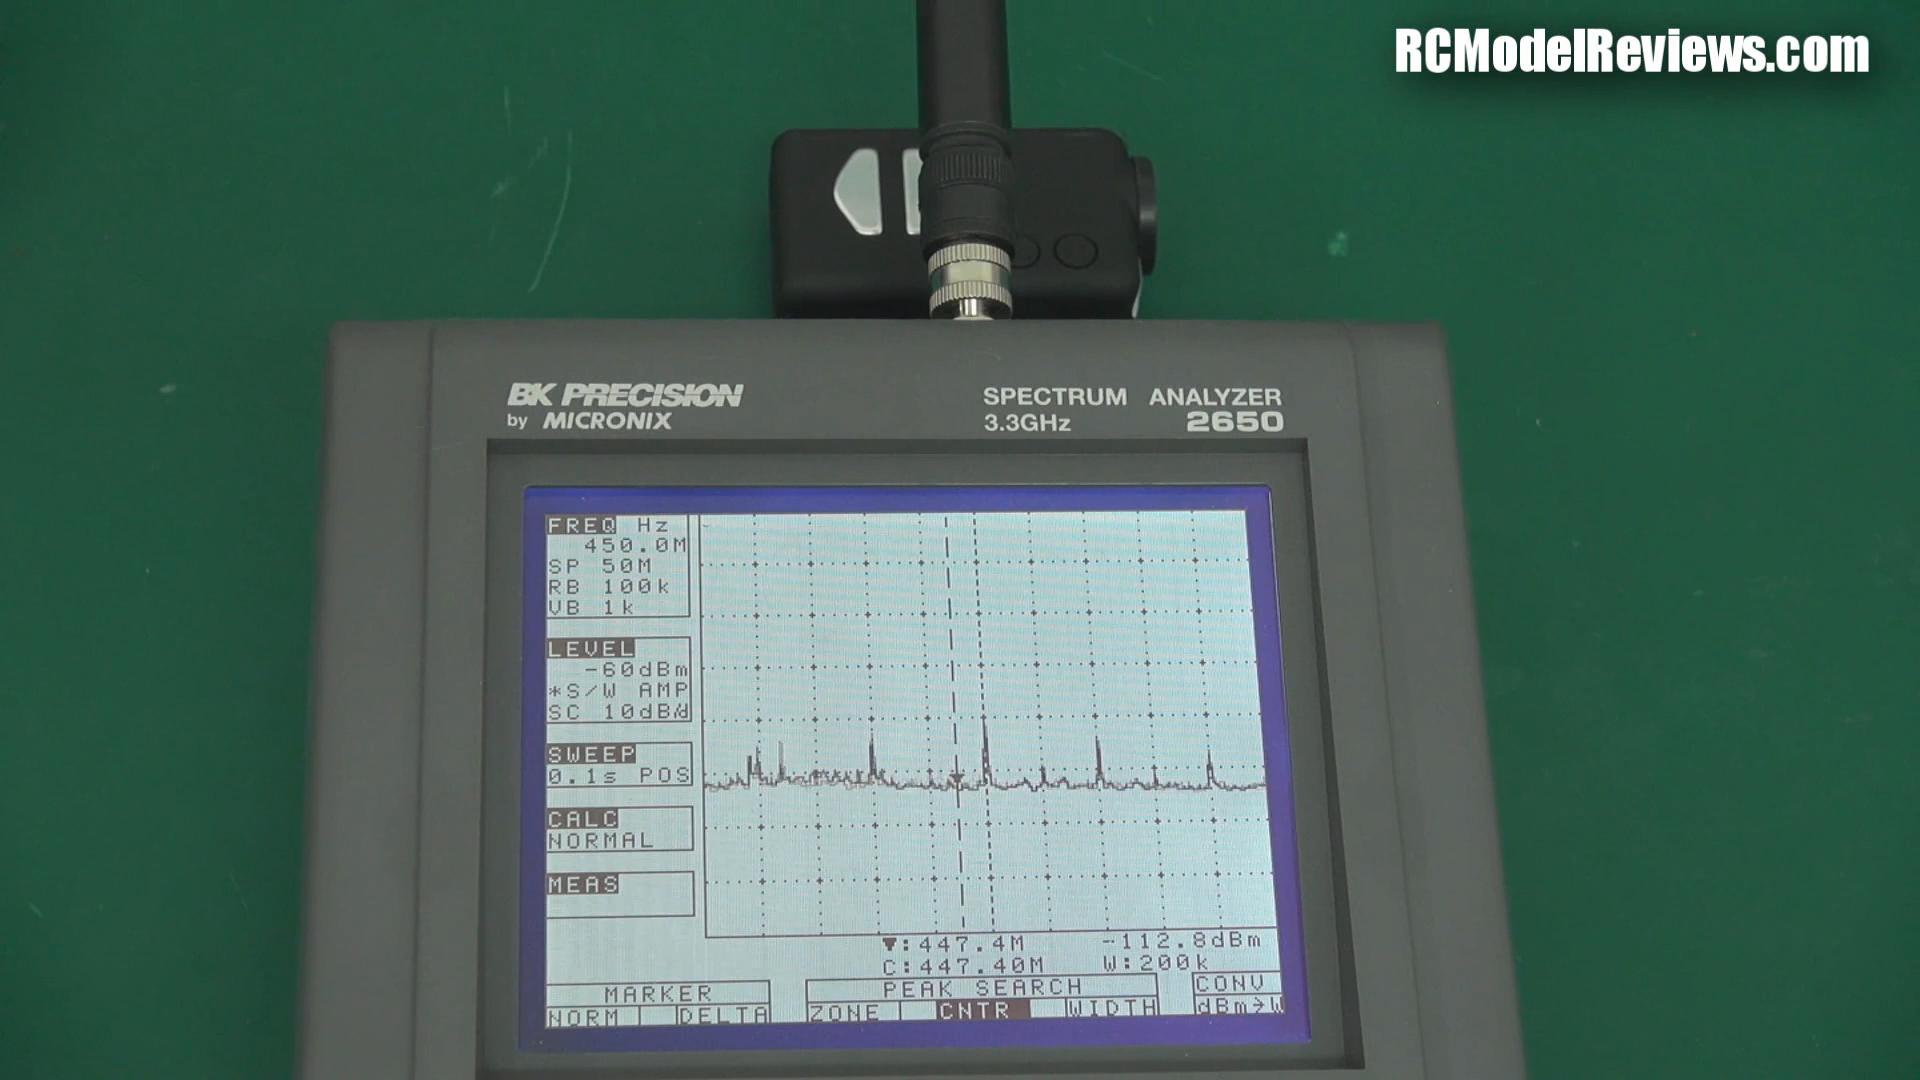 RCModelReviews.com
BK PRECISION
by MICRONIX
SPECTRUM ANALYZER
3.3GHz 2650
FREQ Hz
450.0M
SP 50M
RB 100k
VB 1k
LEVEL
-60dBm
*S/W AMP
SC 10dB/d
SWEEP
0.1s POS
CALC
NORMAL
MEAS
▼:447.4M -112.8dBm
C:447.40M W:200k
MARKER
NORM DELTA
PEAK SEARCH
ZONE CNTR WIDTH
CONV
dBm→W